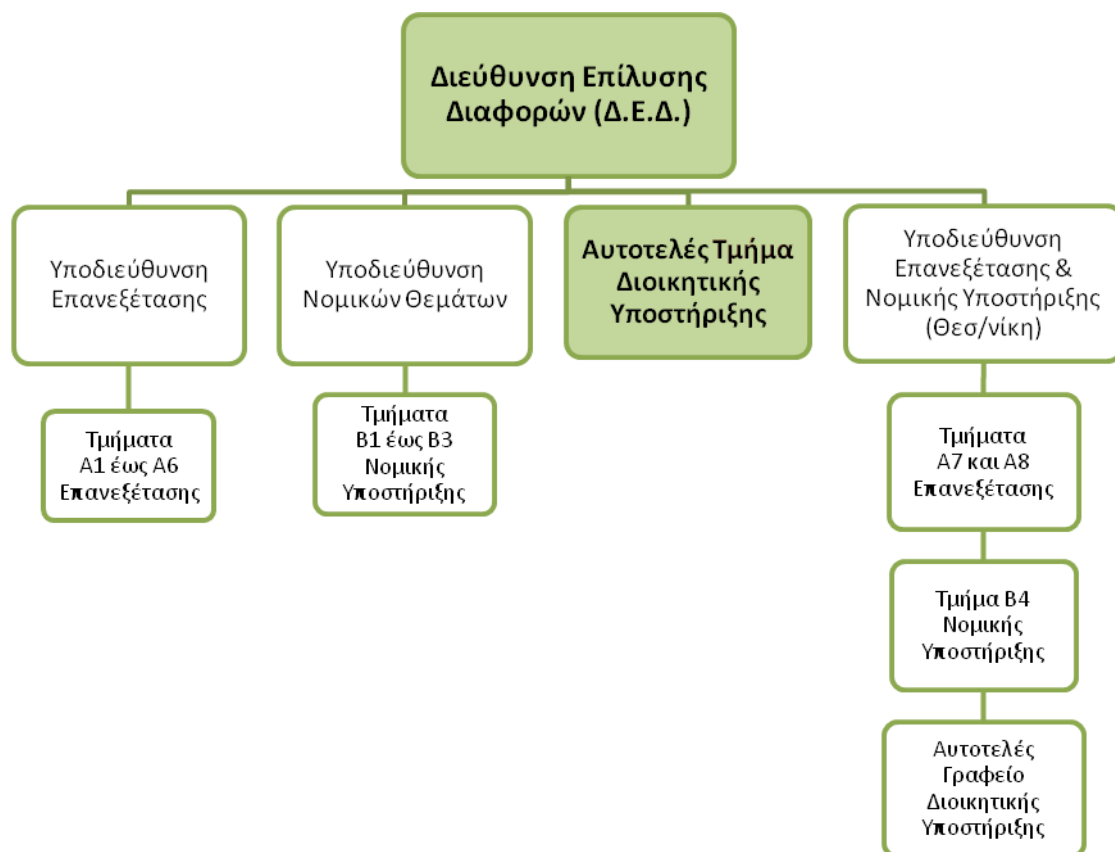 Διεύθυνση Επίλυσης
Διαφορών (Δ.Ε.Δ.)
Υποδιεύθυνση
Επανεξέτασης
Υποδιεύθυνση
Νομικών Θεμάτων
Αυτοτελές Τμήμα
Διοικητικής
Υποστήριξης
Υποδιεύθυνση
Επανεξέτασης &
Νομικής Υποστήριξης
(Θεσ/νίκη)
Τμήματα
Α1 έως Α6
Επανεξέτασης
Τμήματα
Β1 έως Β3
Νομικής
Υποστήριξης
Τμήματα
Α7 και Α8
Επανεξέτασης
Τμήμα Β4
Νομικής
Υποστήριξης
Αυτοτελές
Γραφείο
Διοικητικής
Υποστήριξης